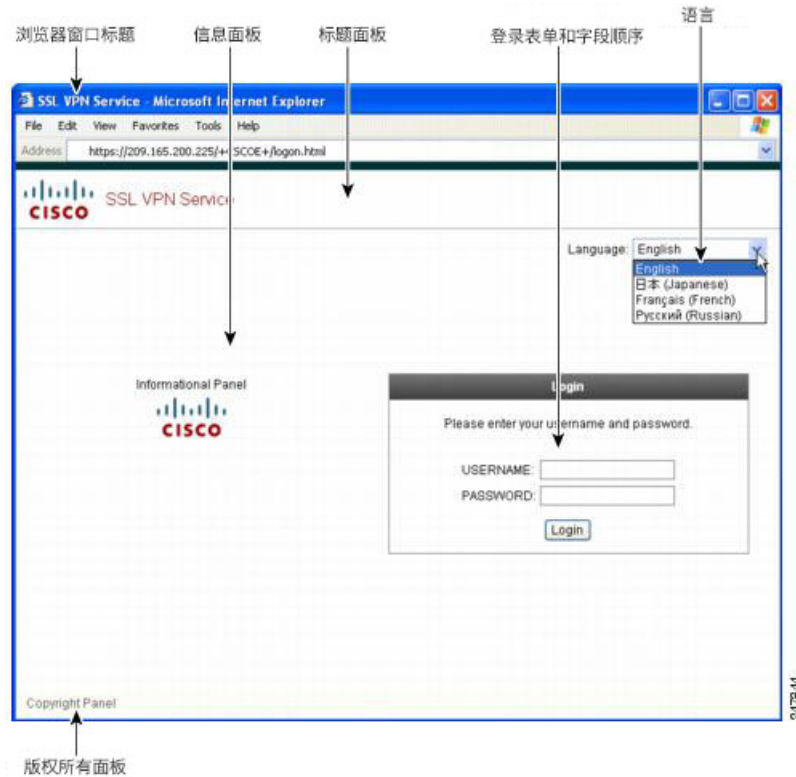 语言
浏览器窗口标题 信息面板 标题面板 登录表单和字段顺序
SSL VPN Service - Microsoft Internet Explorer
File Edit View Favorites Tools Help
Address https://209.165.200.225/+CSCOE+/logon.html
CISCO SSL VPN Service
Language: English
English
日本 (Japanese)
Français (French)
Русский (Russian)
Informational Panel
CISCO
Login
Please enter your username and password.
USERNAME:
PASSWORD:
Login
Copyright Panel
版权所有面板